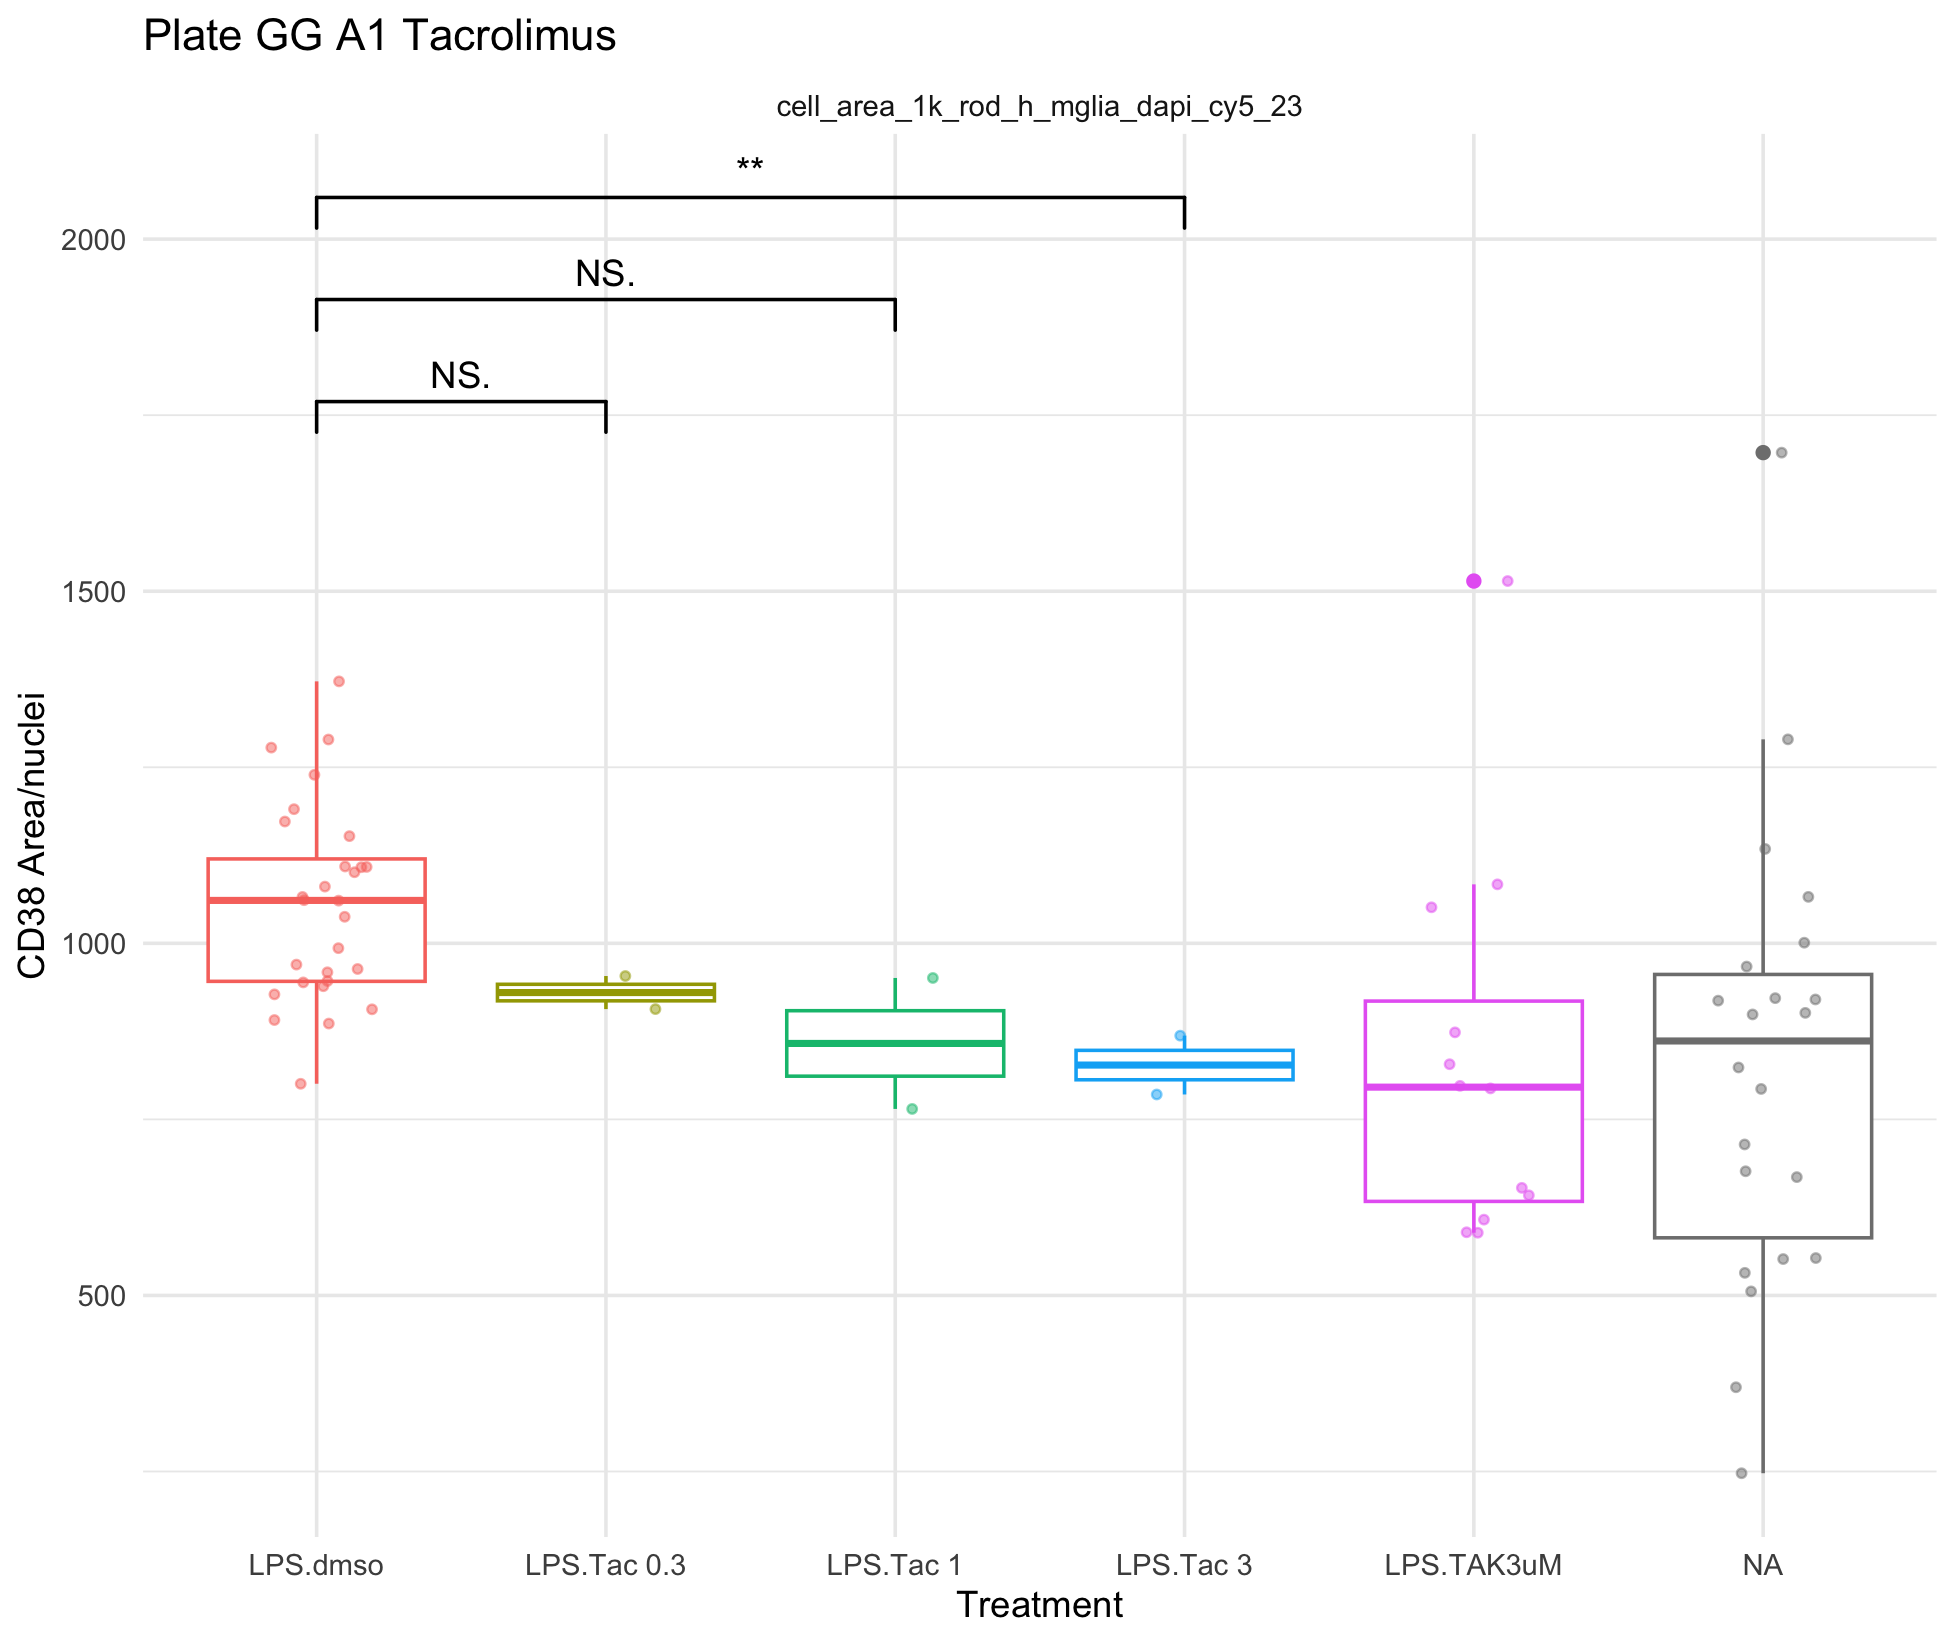 Plate GG A1 Tacrolimus
cell_area_1k_rod_h_mglia_dapi_cy5_23
**
NS.
NS.
2000
1500
1000
500
CD38 Area/nuclei
LPS.dmso LPS.Tac 0.3 LPS.Tac 1 LPS.Tac 3 LPS.TAK3uM NA
Treatment